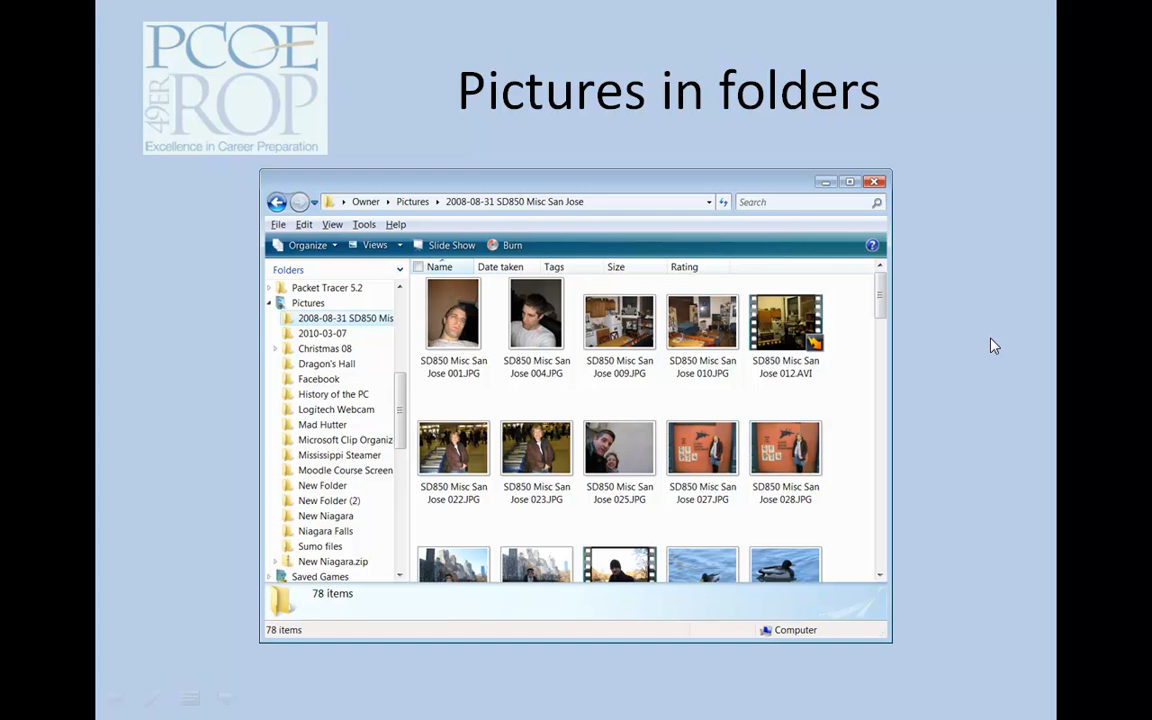 PCOE
49ER ROP
Excellence in Career Preparation
Pictures in folders
Owner Pictures 2008-08-31 SD850 Misc San Jose
Search
File Edit View Tools Help
Organize Views Slide Show Burn
Folders
Name Date taken Tags Size Rating
Packet Tracer 5.2
Pictures
2008-08-31 SD850 Mis
2010-03-07
Christmas 08
Dragon's Hall
Facebook
History of the PC
Logitech Webcam
Mad Hutter
Microsoft Clip Organiz
Mississippi Steamer
Moodle Course Screen
New Folder
New Folder (2)
New Niagara
Niagara Falls
Sumo files
New Niagara.zip
Saved Games
SD850 Misc San
Jose 001.JPG
SD850 Misc San
Jose 004.JPG
SD850 Misc San
Jose 009.JPG
SD850 Misc San
Jose 010.JPG
SD850 Misc San
Jose 012.AVI
SD850 Misc San
Jose 022.JPG
SD850 Misc San
Jose 023.JPG
SD850 Misc San
Jose 025.JPG
SD850 Misc San
Jose 027.JPG
SD850 Misc San
Jose 028.JPG
78 items
78 items
Computer